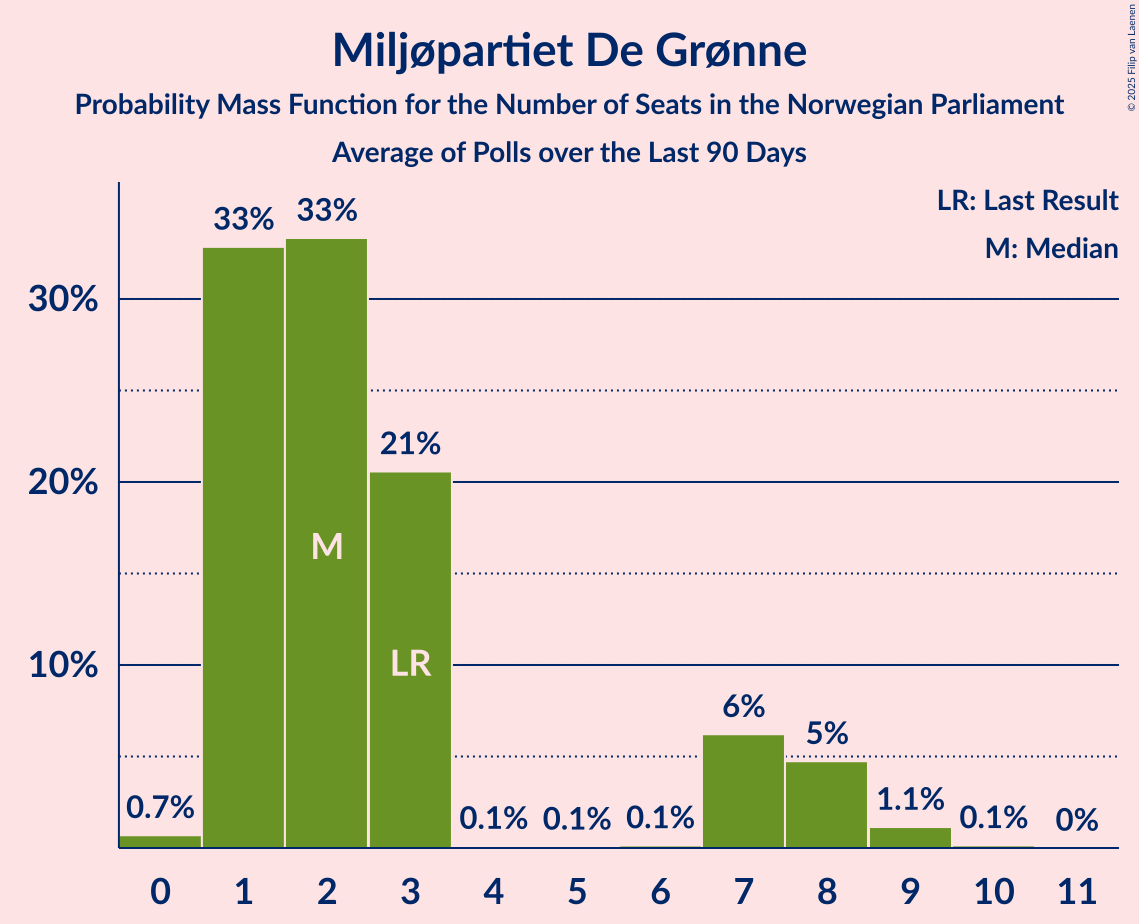 Miljøpartiet De Grønne
Probability Mass Function for the Number of Seats in the Norwegian Parliament
Average of Polls over the Last 90 Days
© 2025 Filip van Laenen
LR: Last Result
M: Median
33%
33%
30%
21%
20%
M
LR
10%
6%
5%
0.7%
0.1%
0.1%
0.1%
1.1%
0.1%
0%
0 1 2 3 4 5 6 7 8 9 10 11